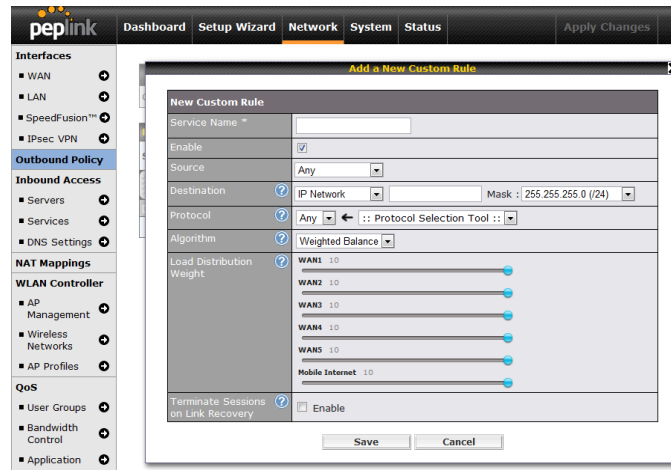 peplink
Dashboard Setup Wizard Network System Status Apply Changes
Interfaces
WAN
LAN
SpeedFusion™
IPsec VPN
Outbound Policy
Inbound Access
Servers
Services
DNS Settings
NAT Mappings
WLAN Controller
AP Management
Wireless Networks
AP Profiles
QoS
User Groups
Bandwidth Control
Application
Add a New Custom Rule
New Custom Rule
Service Name *
Enable
Source Any
Destination IP Network Mask : 255.255.255.0 (/24)
Protocol Any :: Protocol Selection Tool ::
Algorithm Weighted Balance
Load Distribution Weight
WAN1 10
WAN2 10
WAN3 10
WAN4 10
WAN5 10
Mobile Internet 10
Terminate Sessions on Link Recovery Enable
Save Cancel